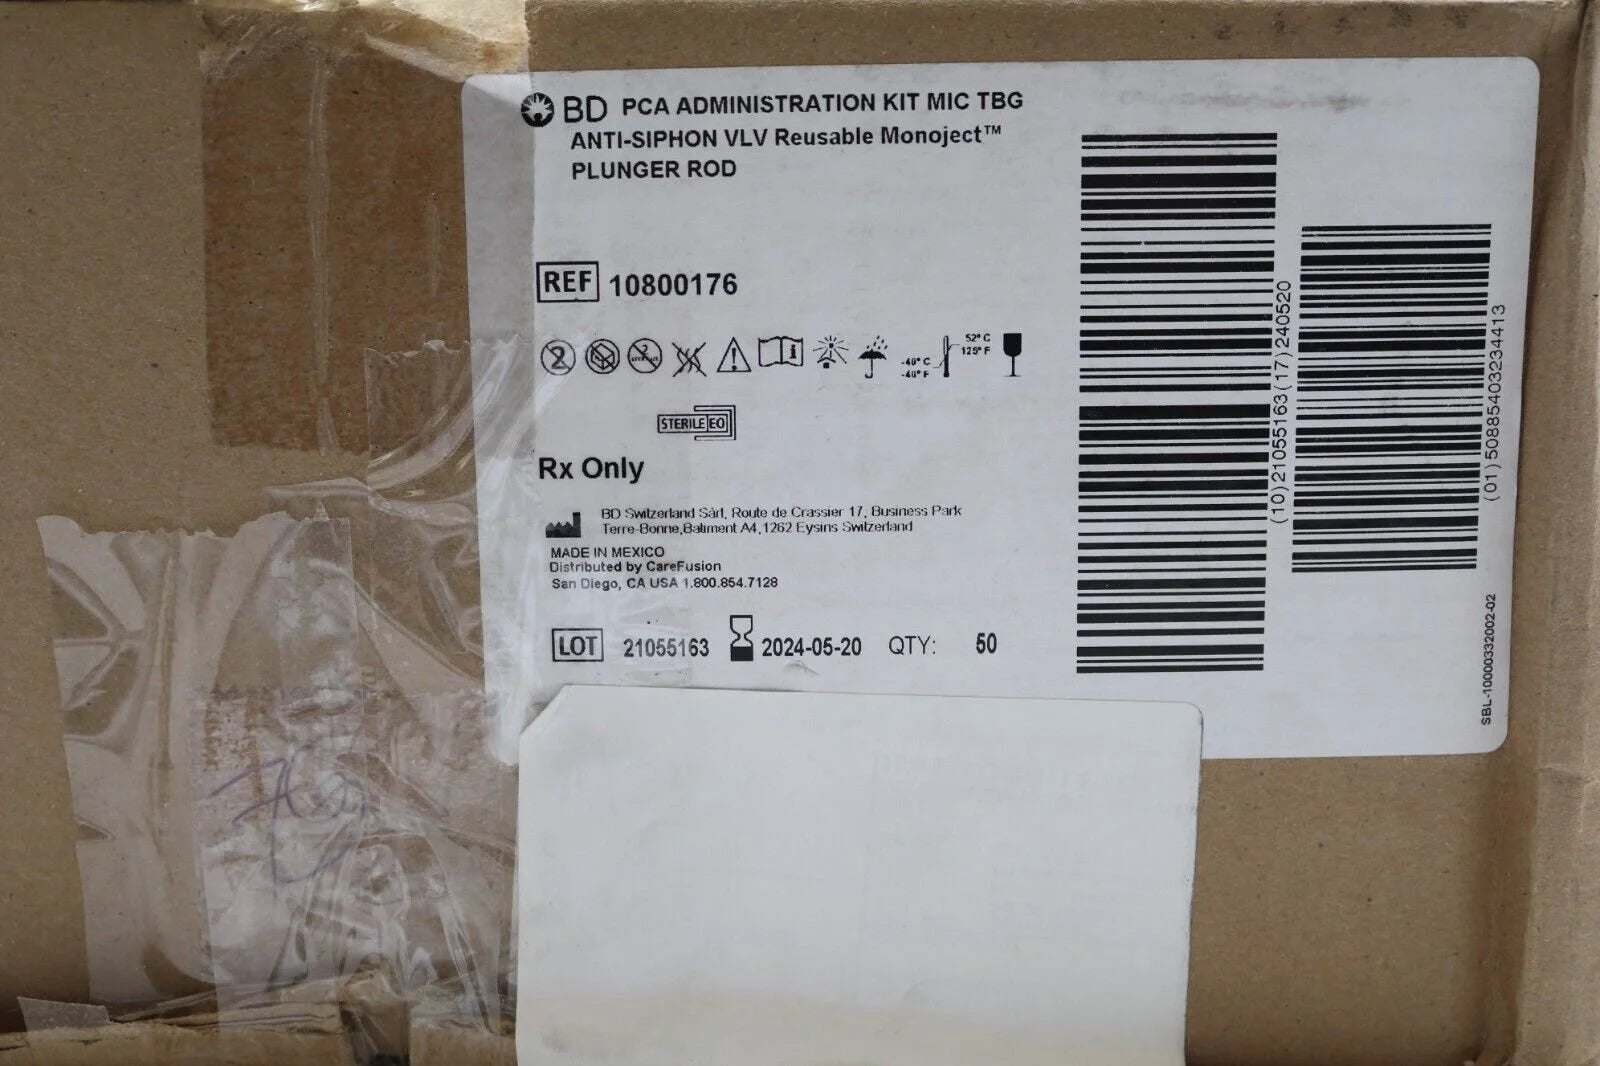 BD PCA ADMINISTRATION KIT MIC TBG
ANTI-SIPHON VLV Reusable Monoject™
PLUNGER ROD
REF 10800176
52° C
125° F
-40° C
-40° F
STERILE EO
Rx Only
BD Switzerland Sàrl, Route de Crassier 17, Business Park
Terre-Bonne,Batiment A4,1262 Eysins Switzerland
MADE IN MEXICO
Distributed by CareFusion
San Diego, CA USA 1.800.854.7128
LOT 21055163 2024-05-20 QTY: 50
(10)21055163(17)240520
(01)50885403234413
SBL-10000332002-02